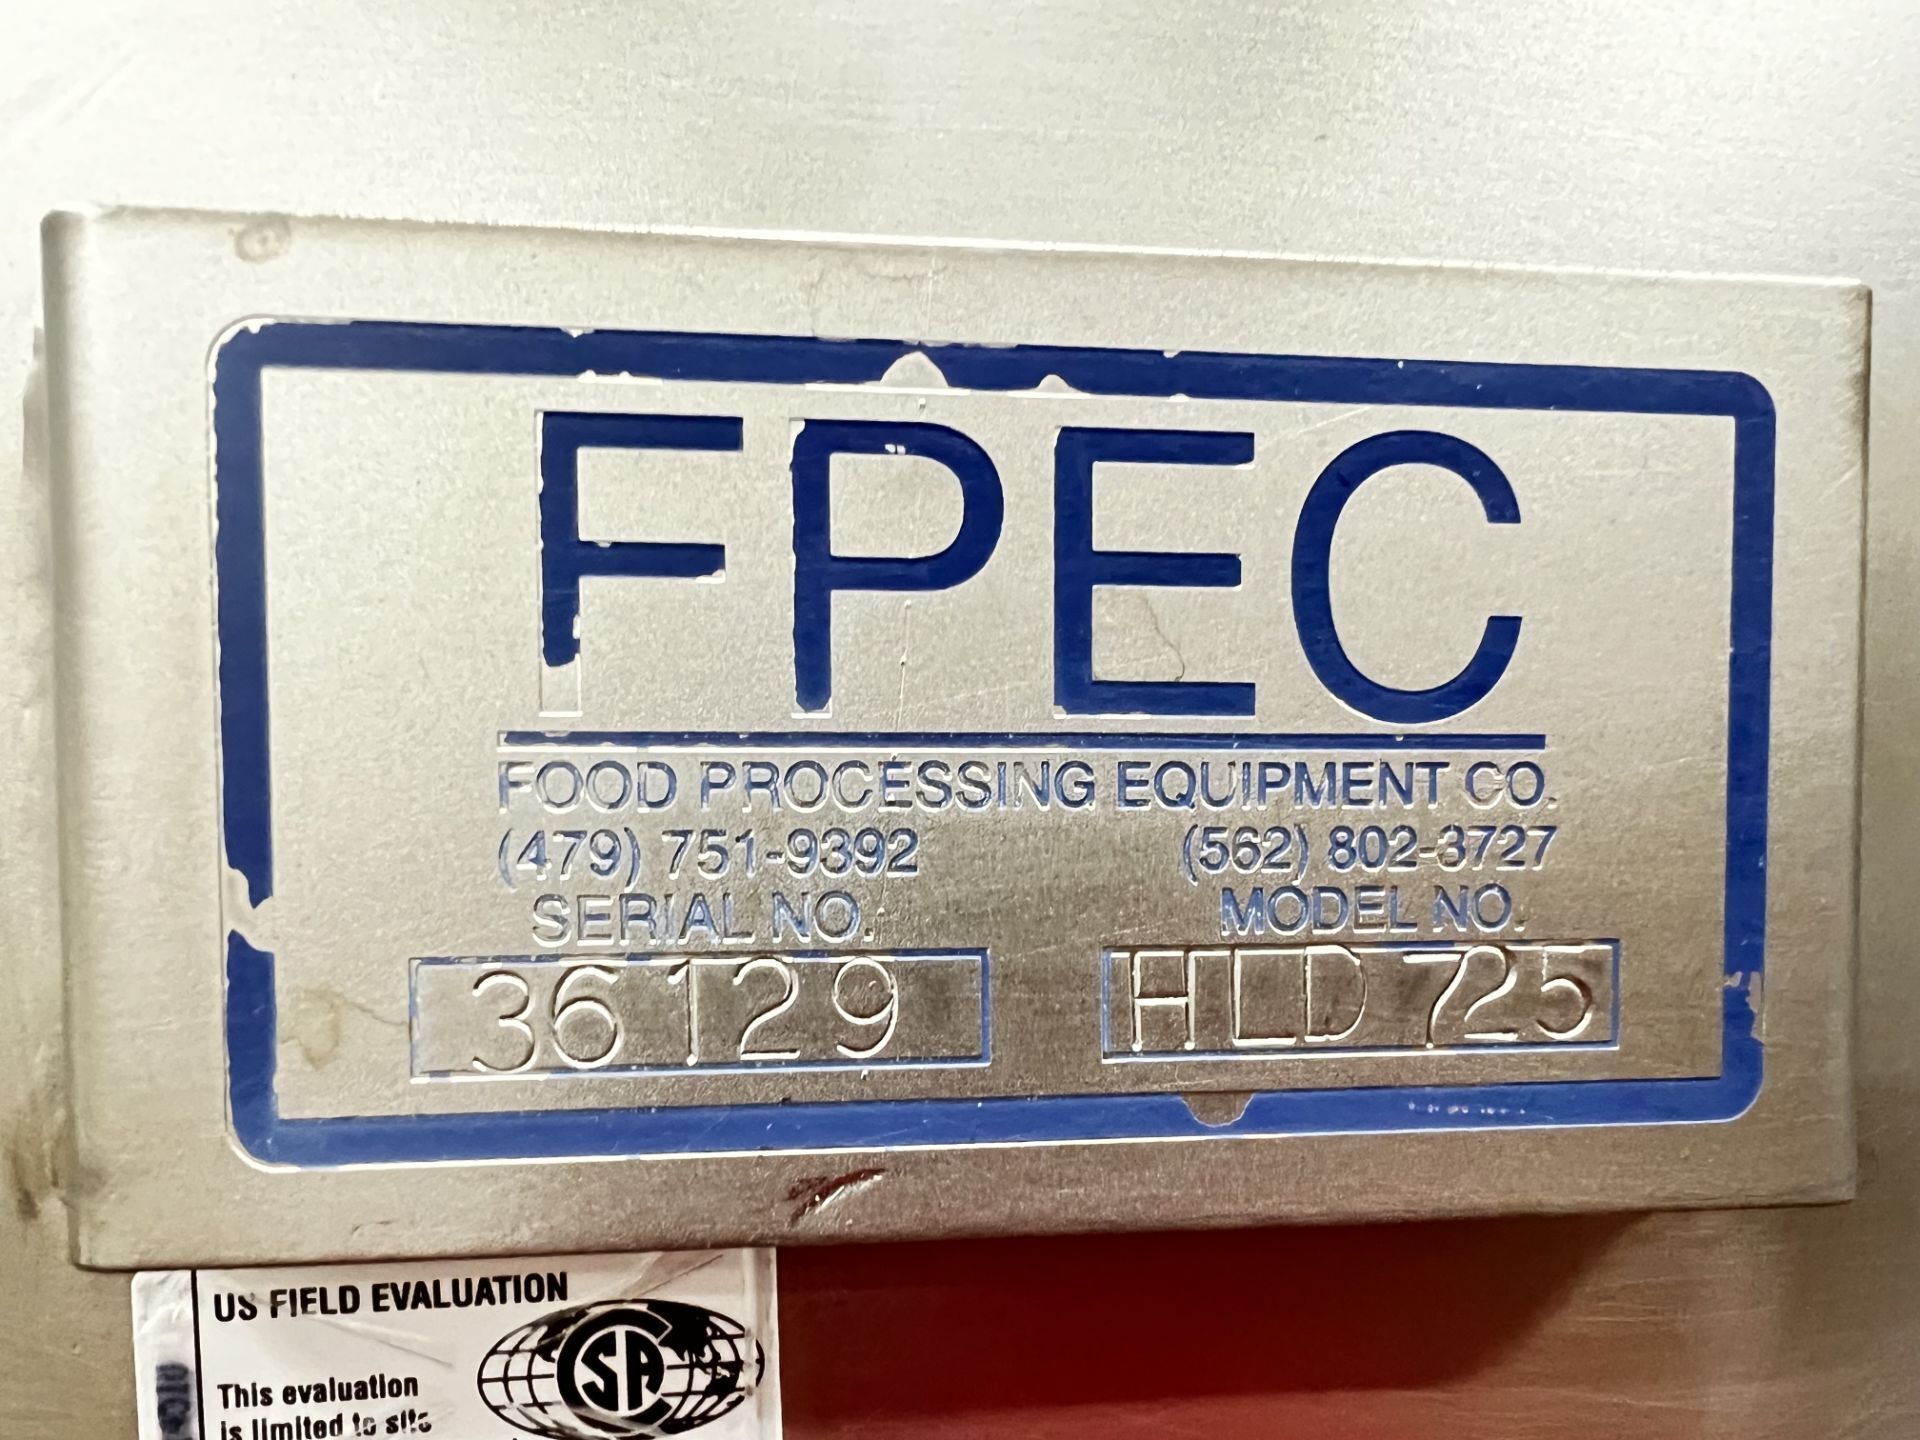 FPEC
FOOD PROCESSING EQUIPMENT CO.
(479) 751-9392 (562) 802-3727
SERIAL NO. MODEL NO.
36129 HLD 725
US FIELD EVALUATION
CSA
This evaluation
is limited to site